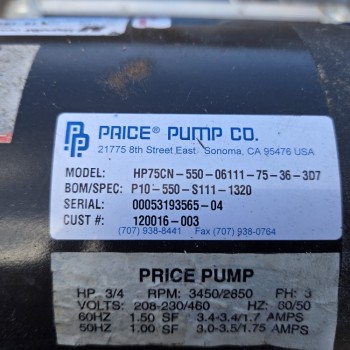 PP PRICE® PUMP CO.
21775 8th Street East Sonoma, CA 95476 USA
MODEL: HP75CN-550-06111-75-36-3D7
BOM/SPEC: P10-550-S111-1320
SERIAL: 00053193565-04
CUST #: 120016-003
(707) 938-8441 Fax (707) 938-0764
PRICE PUMP
HP 3/4 RPM: 3450/2850 PH: 3
VOLTS: 208-230/460 HZ: 60/50
60HZ 1.50 SF 3.4-3.4/1.7 AMPS
50HZ 1.00 SF 3.0-3.5/1.75 AMPS